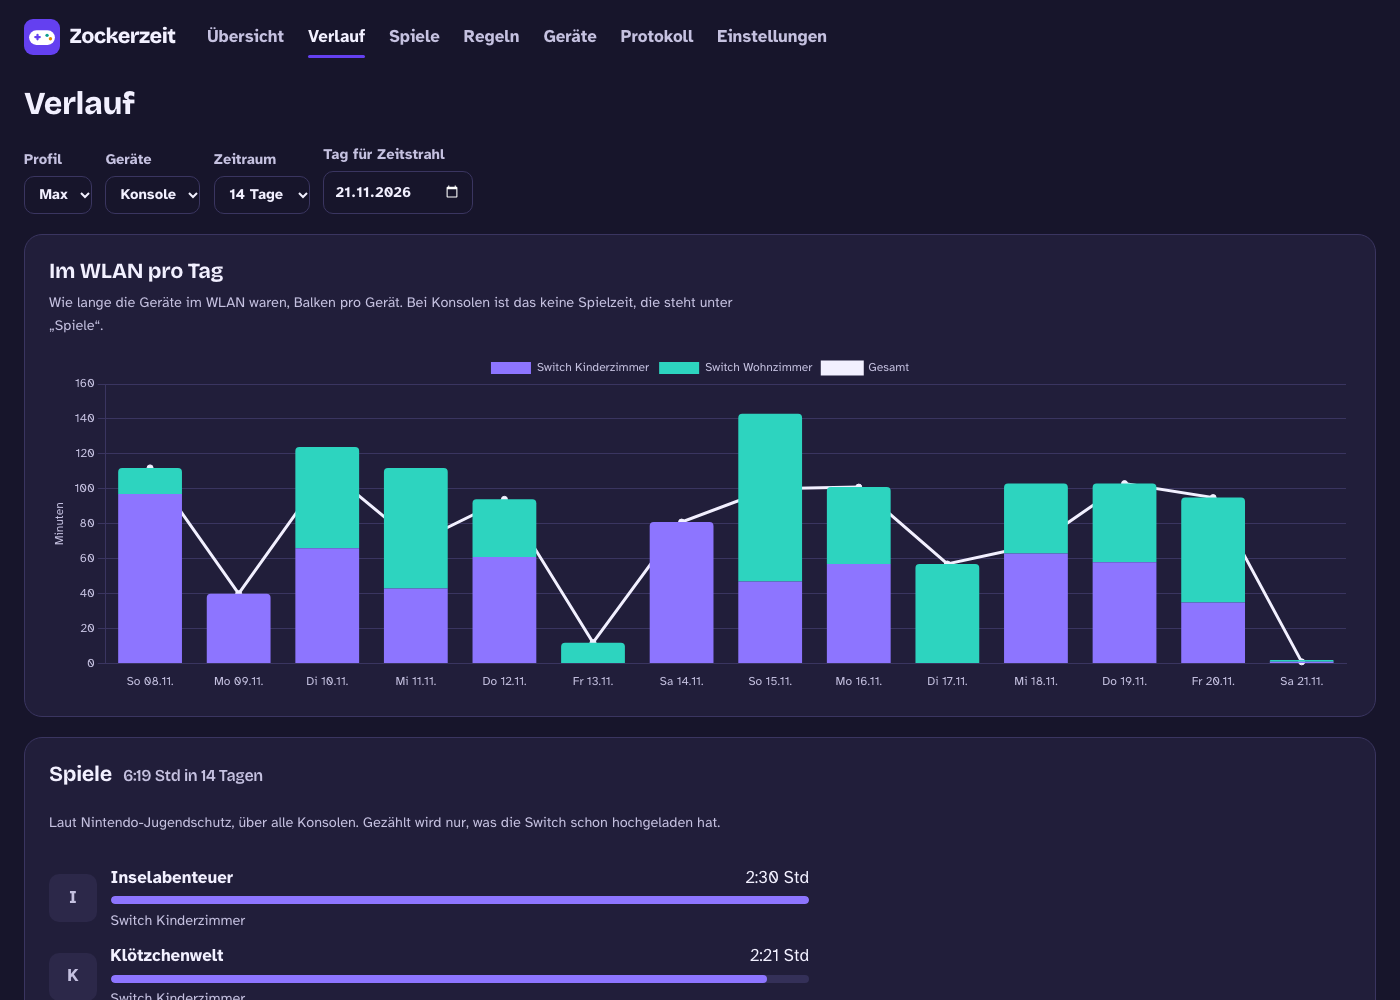 Zockerzeit Übersicht Verlauf Spiele Regeln Geräte Protokoll Einstellungen
Verlauf
Profil Geräte Zeitraum Tag für Zeitstrahl
Max Konsole 14 Tage 21.11.2026
Im WLAN pro Tag
Wie lange die Geräte im WLAN waren, Balken pro Gerät. Bei Konsolen ist das keine Spielzeit, die steht unter
„Spiele“.
Switch Kinderzimmer Switch Wohnzimmer Gesamt
160
140
120
100
80
60
40
20
0
Minuten
So 08.11. Mo 09.11. Di 10.11. Mi 11.11. Do 12.11. Fr 13.11. Sa 14.11. So 15.11. Mo 16.11. Di 17.11. Mi 18.11. Do 19.11. Fr 20.11. Sa 21.11.
Spiele 6:19 Std in 14 Tagen
Laut Nintendo-Jugendschutz, über alle Konsolen. Gezählt wird nur, was die Switch schon hochgeladen hat.
I Inselabenteuer 2:30 Std
Switch Kinderzimmer
K Klötzchenwelt 2:21 Std
Switch Kinderzimmer